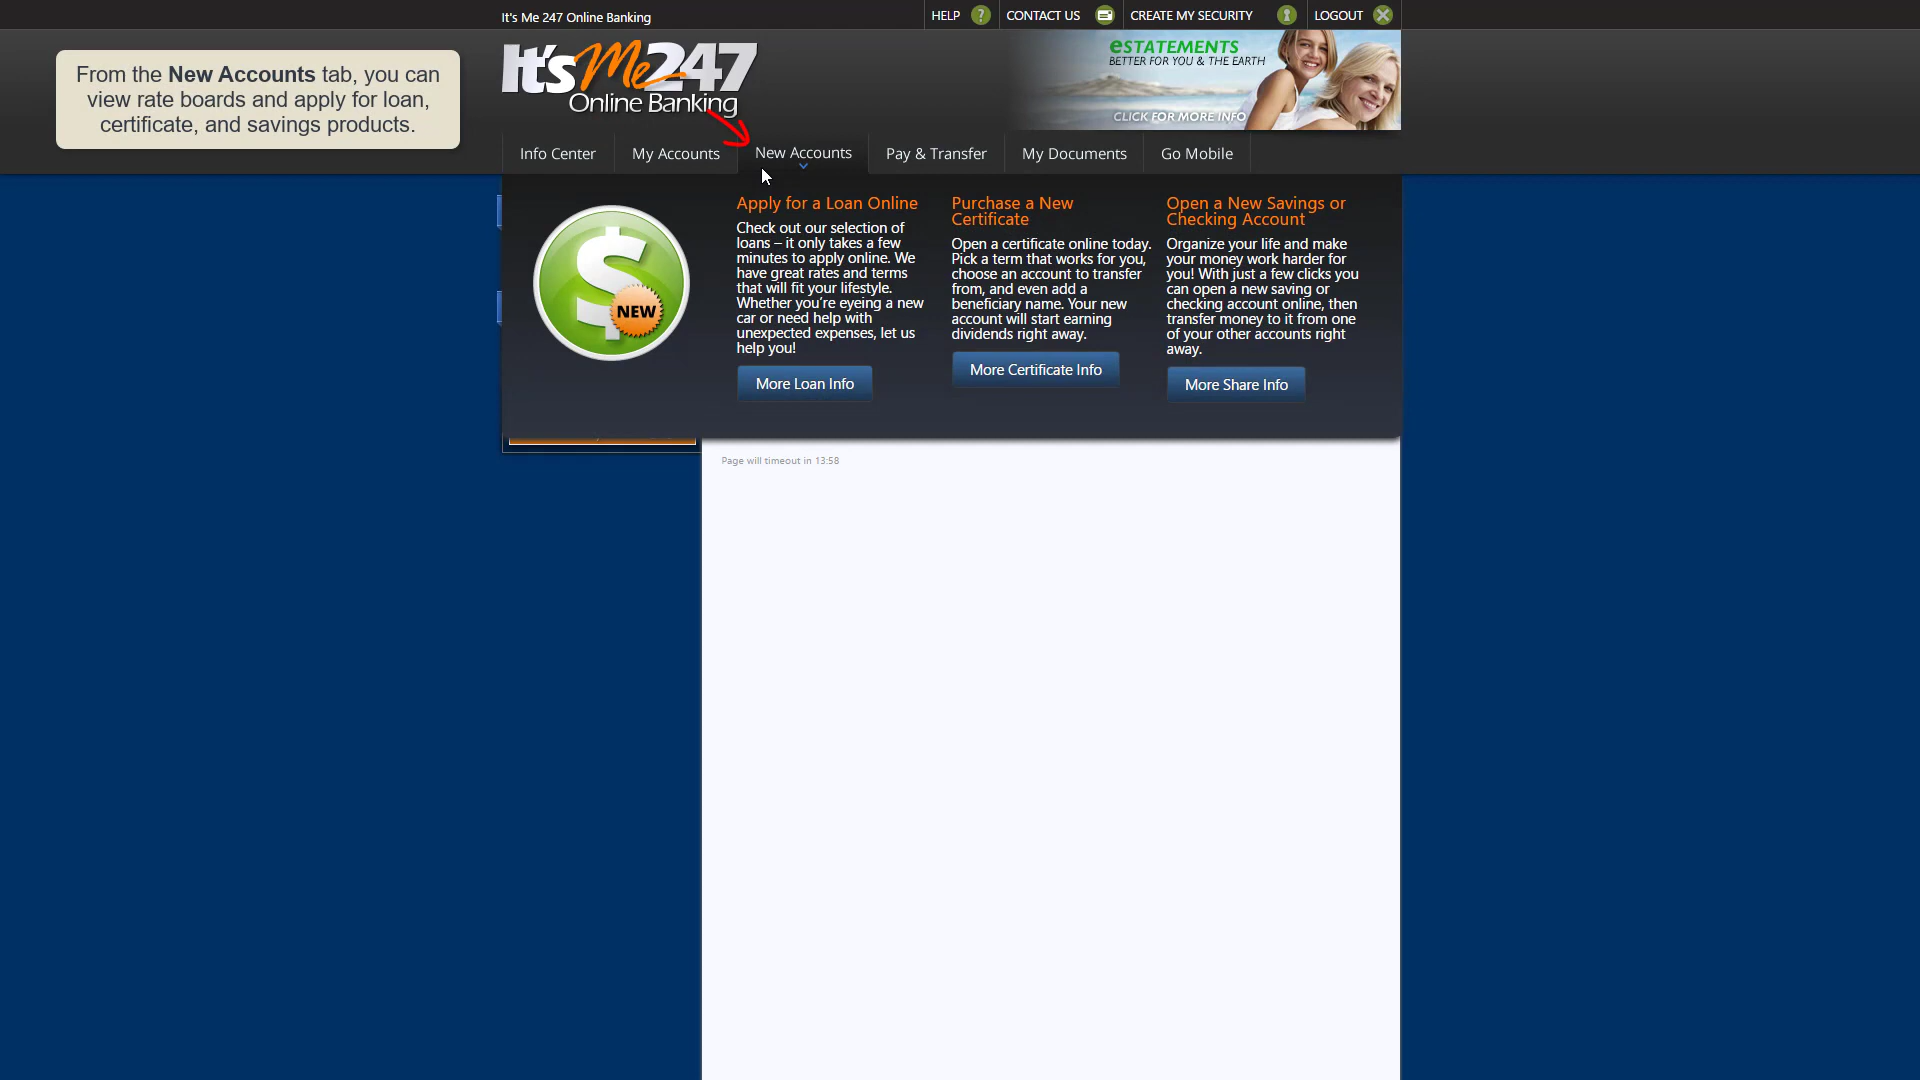 It's Me 247 Online Banking
HELP ?
CONTACT US
CREATE MY SECURITY
LOGOUT
From the New Accounts tab, you can
view rate boards and apply for loan,
certificate, and savings products.
It's Me 247
Online Banking
eSTATEMENTS
BETTER FOR YOU & THE EARTH
CLICK FOR MORE INFO
Info Center
My Accounts
New Accounts
Pay & Transfer
My Documents
Go Mobile
$
NEW
Apply for a Loan Online
Check out our selection of
loans – it only takes a few
minutes to apply online. We
have great rates and terms
that will fit your lifestyle.
Whether you’re eyeing a new
car or need help with
unexpected expenses, let us
help you!
More Loan Info
Purchase a New
Certificate
Open a certificate online today.
Pick a term that works for you,
choose an account to transfer
from, and even add a
beneficiary name. Your new
account will start earning
dividends right away.
More Certificate Info
Open a New Savings or
Checking Account
Organize your life and make
your money work harder for
you! With just a few clicks you
can open a new saving or
checking account online, then
transfer money to it from one
of your other accounts right
away.
More Share Info
Page will timeout in 13:58